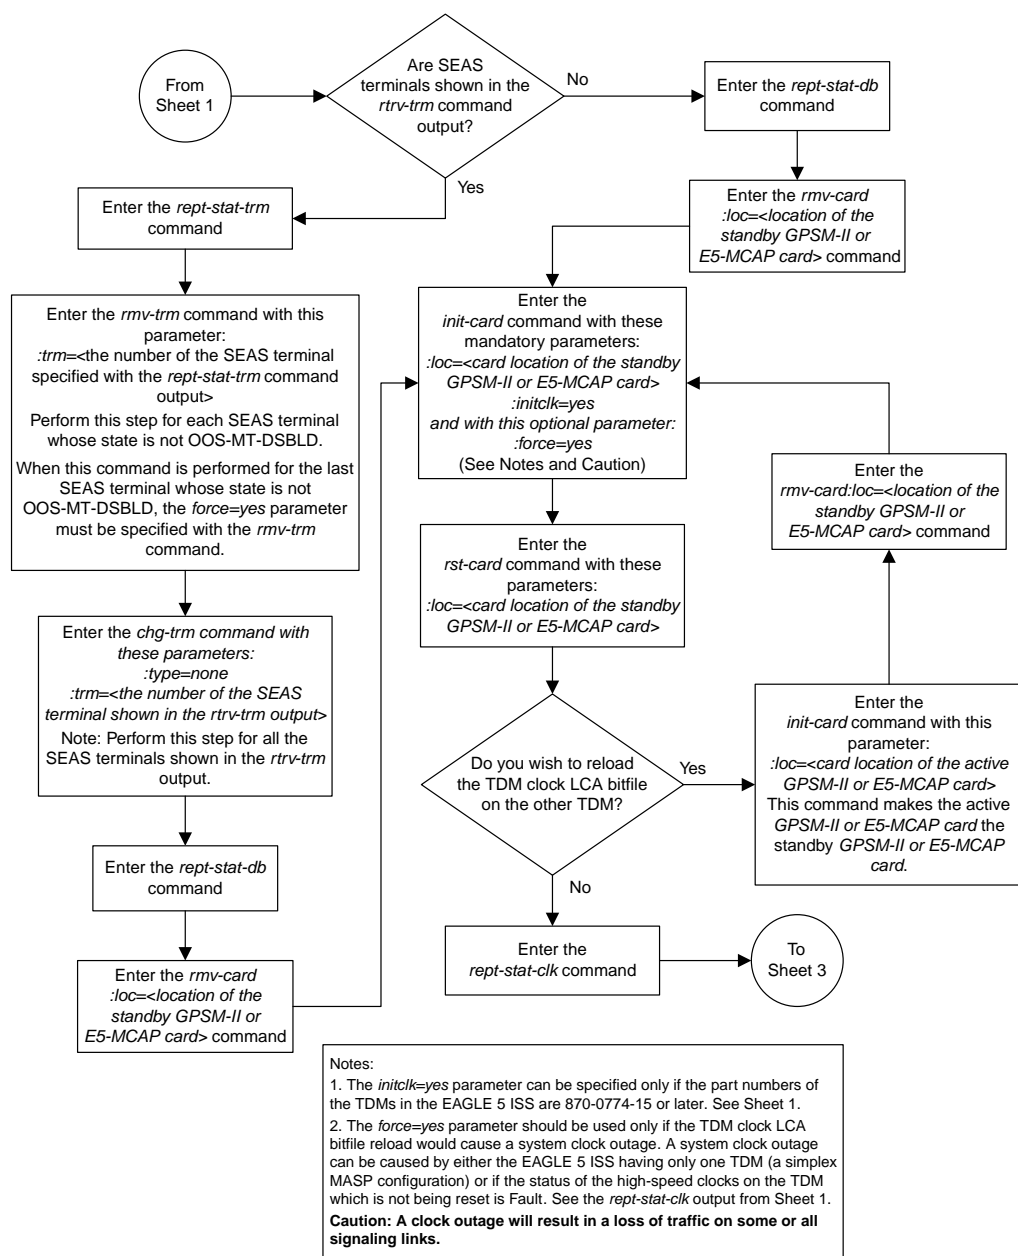 From
Sheet 1
Are SEAS
terminals shown in the
rtrv-trm command
output?
No
Yes
Enter the rept-stat-db
command
Enter the rmv-card
:loc=<location of the
standby GPSM-II or
E5-MCAP card> command
Enter the rept-stat-trm
command
Enter the rmv-trm command with this
parameter:
:trm=<the number of the SEAS terminal
specified with the rept-stat-trm command
output>
Perform this step for each SEAS terminal
whose state is not OOS-MT-DSBLD.
When this command is performed for the last
SEAS terminal whose state is not
OOS-MT-DSBLD, the force=yes parameter
must be specified with the rmv-trm
command.
Enter the chg-trm command with
these parameters:
:type=none
:trm=<the number of the SEAS
terminal shown in the rtrv-trm output>
Note: Perform this step for all the
SEAS terminals shown in the rtrv-trm
output.
Enter the rept-stat-db
command
Enter the rmv-card
:loc=<location of the
standby GPSM-II or
E5-MCAP card> command
Enter the
init-card command with these
mandatory parameters:
:loc=<card location of the standby
GPSM-II or E5-MCAP card>
:initclk=yes
and with this optional parameter:
:force=yes
(See Notes and Caution)
Enter the
rst-card command with these
parameters:
:loc=<card location of the standby
GPSM-II or E5-MCAP card>
Do you wish to reload
the TDM clock LCA bitfile
on the other TDM?
Yes
No
Enter the
init-card command with this
parameter:
:loc=<card location of the active
GPSM-II or E5-MCAP card>
This command makes the active
GPSM-II or E5-MCAP card the
standby GPSM-II or E5-MCAP
card.
Enter the
rmv-card:loc=<location of the
standby GPSM-II or
E5-MCAP card> command
Enter the
rept-stat-clk command
To
Sheet 3
Notes:
1. The initclk=yes parameter can be specified only if the part numbers of
the TDMs in the EAGLE 5 ISS are 870-0774-15 or later. See Sheet 1.
2. The force=yes parameter should be used only if the TDM clock LCA
bitfile reload would cause a system clock outage. A system clock outage
can be caused by either the EAGLE 5 ISS having only one TDM (a simplex
MASP configuration) or if the status of the high-speed clocks on the TDM
which is not being reset is Fault. See the rept-stat-clk output from Sheet 1.
Caution: A clock outage will result in a loss of traffic on some or all
signaling links.